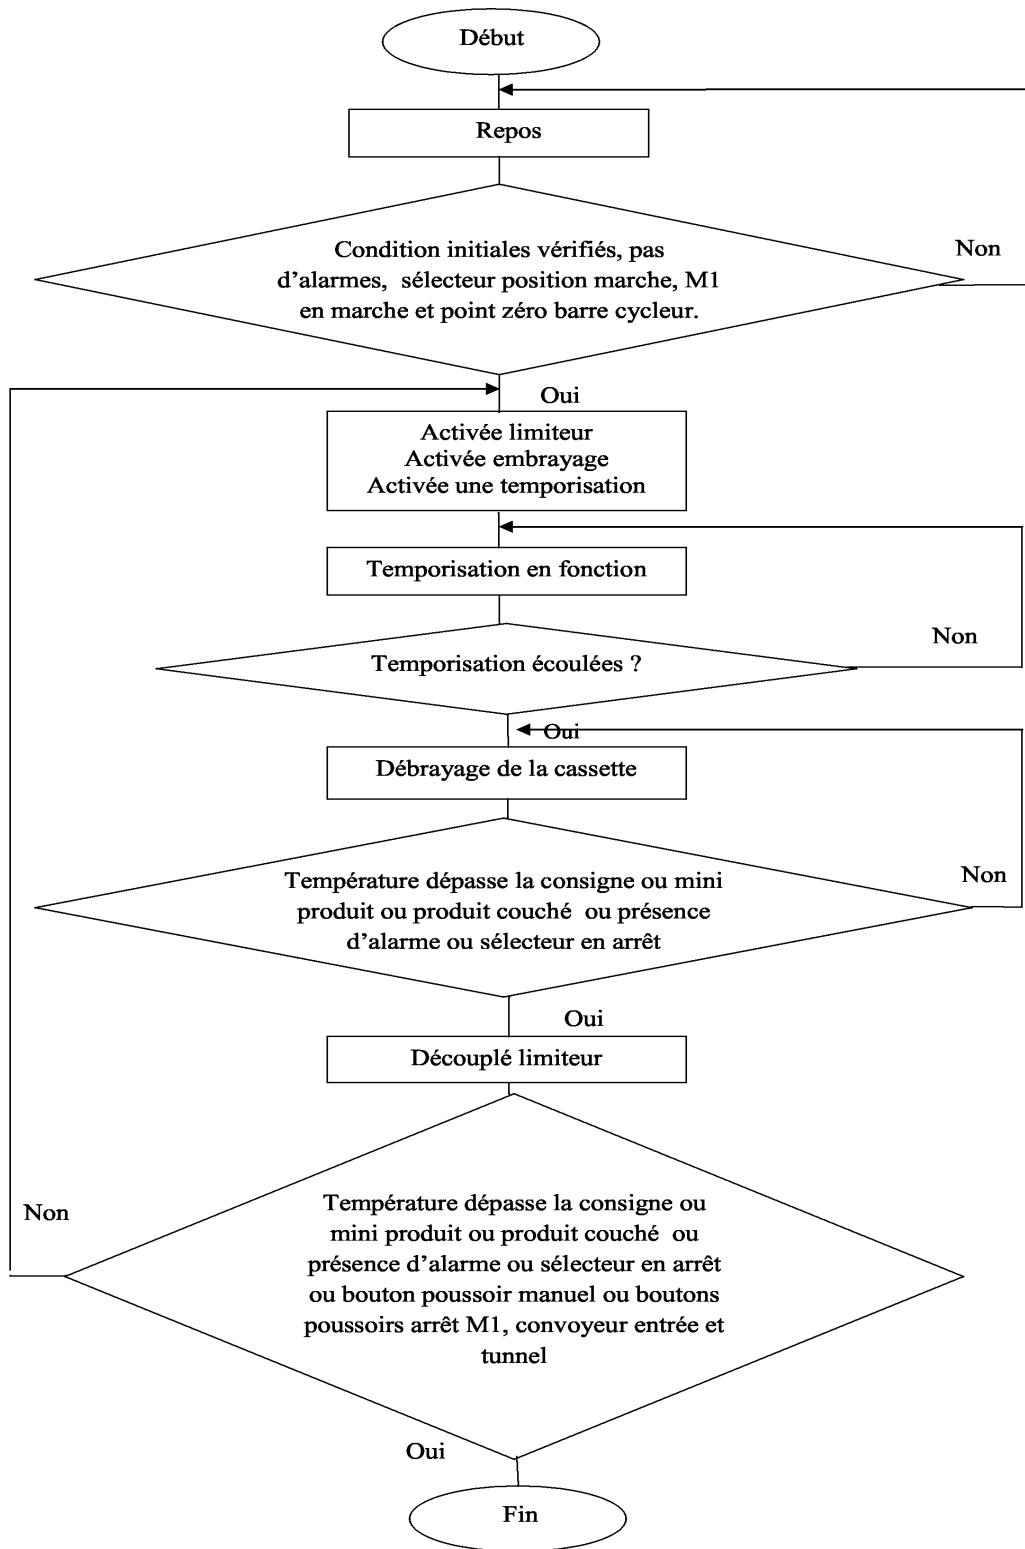 Début
Repos
Condition initiales vérifiés, pas
d'alarmes, sélecteur position marche, M1
en marche et point zéro barre cycleur.
Non
Oui
Activée limiteur
Activée embrayage
Activée une temporisation
Temporisation en fonction
Temporisation écoulées ?
Non
Oui
Débrayage de la cassette
Température dépasse la consigne ou mini
produit ou produit couché ou présence
d'alarme ou sélecteur en arrêt
Non
Oui
Découplé limiteur
Température dépasse la consigne ou
mini produit ou produit couché ou
présence d'alarme ou sélecteur en arrêt
ou bouton poussoir manuel ou boutons
poussoirs arrêt M1, convoyeur entrée et
tunnel
Non
Oui
Fin